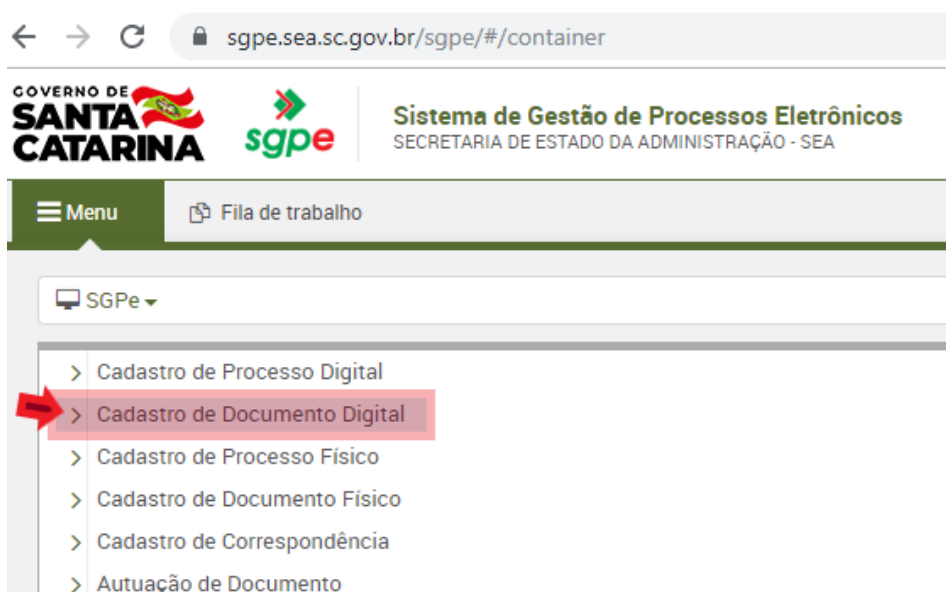 sgpe.sea.sc.gov.br/sgpe/#/container
GOVERNO DE
SANTA
CATARINA
sgpe
Sistema de Gestão de Processos Eletrônicos
SECRETARIA DE ESTADO DA ADMINISTRAÇÃO - SEA
Menu
Fila de trabalho
SGPe
Cadastro de Processo Digital
Cadastro de Documento Digital
Cadastro de Processo Físico
Cadastro de Documento Físico
Cadastro de Correspondência
Autuação de Documento